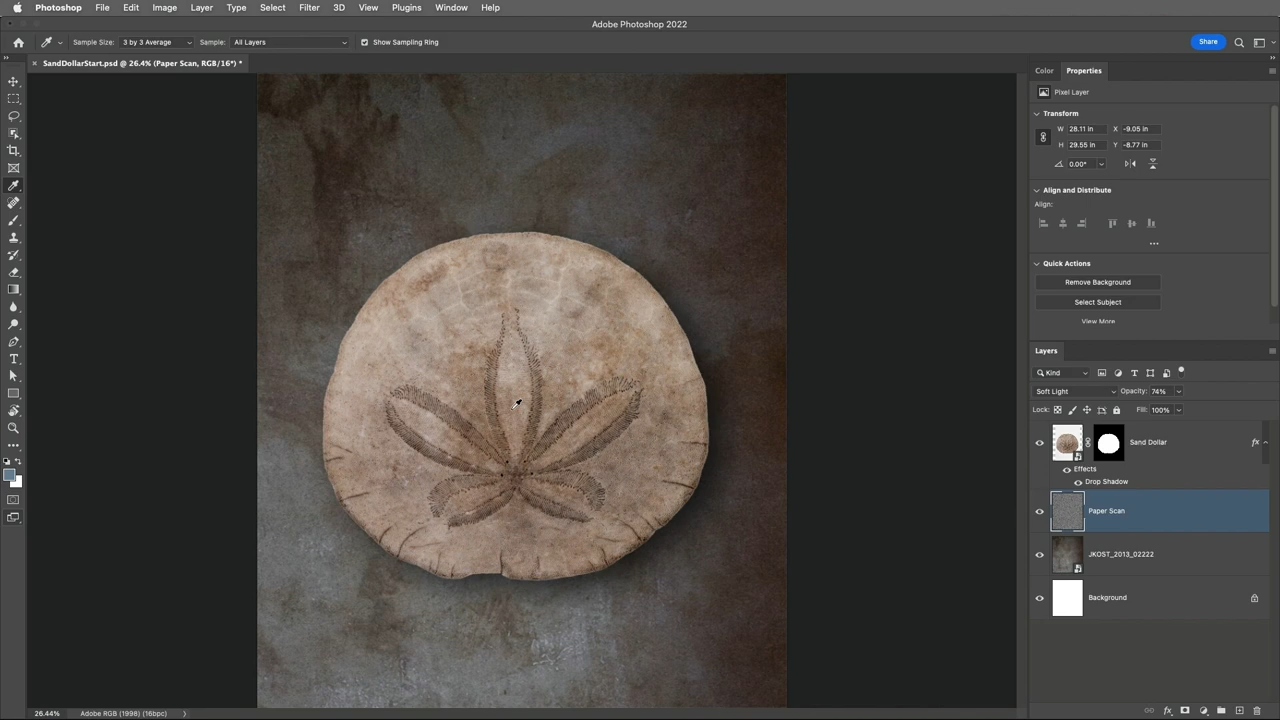 Photoshop File Edit Image Layer Type Select Filter 3D View Plugins Window Help
Adobe Photoshop 2022
Sample Size: 3 by 3 Average Sample: All Layers Show Sampling Ring Share
SandDollarStart.psd @ 26.4% (Paper Scan, RGB/16*) *
Color Properties
Pixel Layer
Transform
W 28.11 in X -9.05 in
H 29.55 in Y -8.77 in
0.00°
Align and Distribute
Align:
Quick Actions
Remove Background
Select Subject
View More
Layers
Kind
Soft Light Opacity: 74%
Lock: Fill: 100%
Sand Dollar fx
Effects
Drop Shadow
Paper Scan
JKOST_2013_02222
Background
26.44% Adobe RGB (1998) (16bpc)